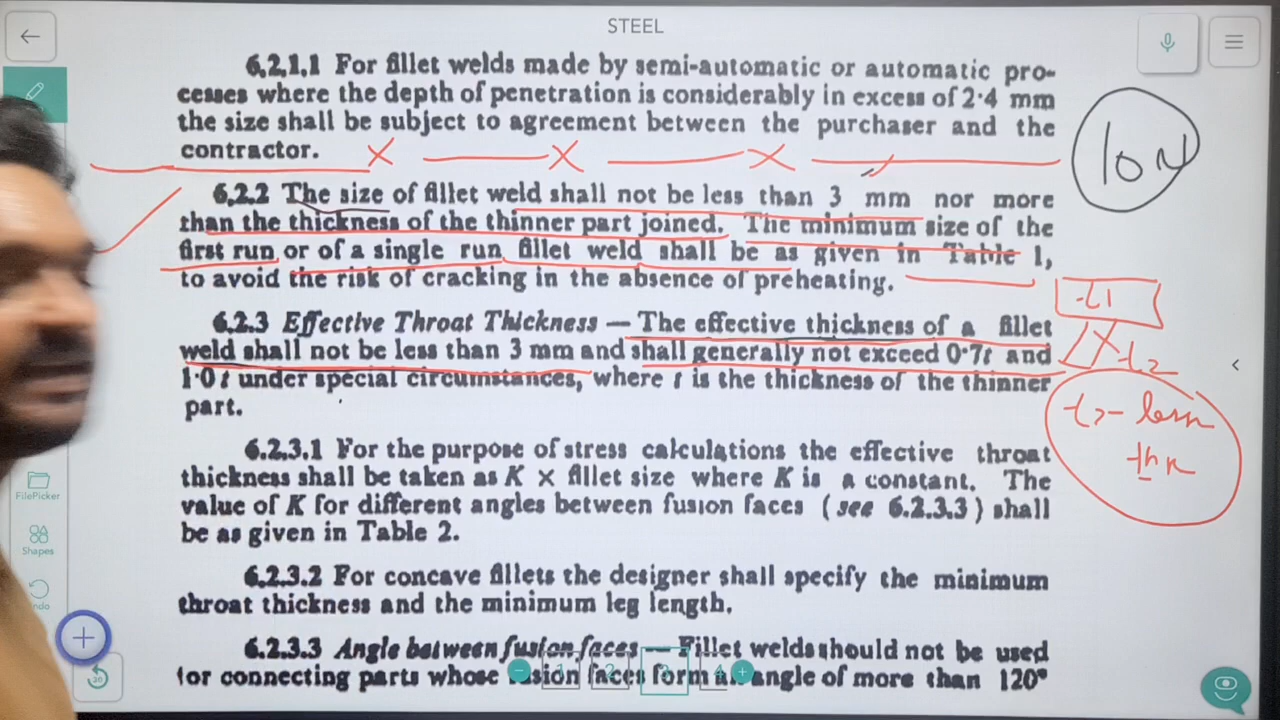 STEEL
6.2.1.1 For fillet welds made by semi-automatic or automatic pro-
cesses where the depth of penetration is considerably in excess of 2·4 mm
the size shall be subject to agreement between the purchaser and the
contractor.
6.2.2 The size of fillet weld shall not be less than 3 mm nor more
than the thickness of the thinner part joined. The minimum size of the
first run or of a single run fillet weld shall be as given in Table 1,
to avoid the risk of cracking in the absence of preheating.
6.2.3 Effective Throat Thickness — The effective thickness of a fillet
weld shall not be less than 3 mm and shall generally not exceed 0·7t and
1·0 t under special circumstances, where t is the thickness of the thinner
part.
6.2.3.1 For the purpose of stress calculations the effective throat
thickness shall be taken as K × fillet size where K is a constant. The
value of K for different angles between fusion faces ( see 6.2.3.3 ) shall
be as given in Table 2.
6.2.3.2 For concave fillets the designer shall specify the minimum
throat thickness and the minimum leg length.
6.2.3.3 Angle between fusion faces — Fillet welds should not be used
for connecting parts whose fusion faces form an angle of more than 120°
t1
t2
FilePicker
Shapes